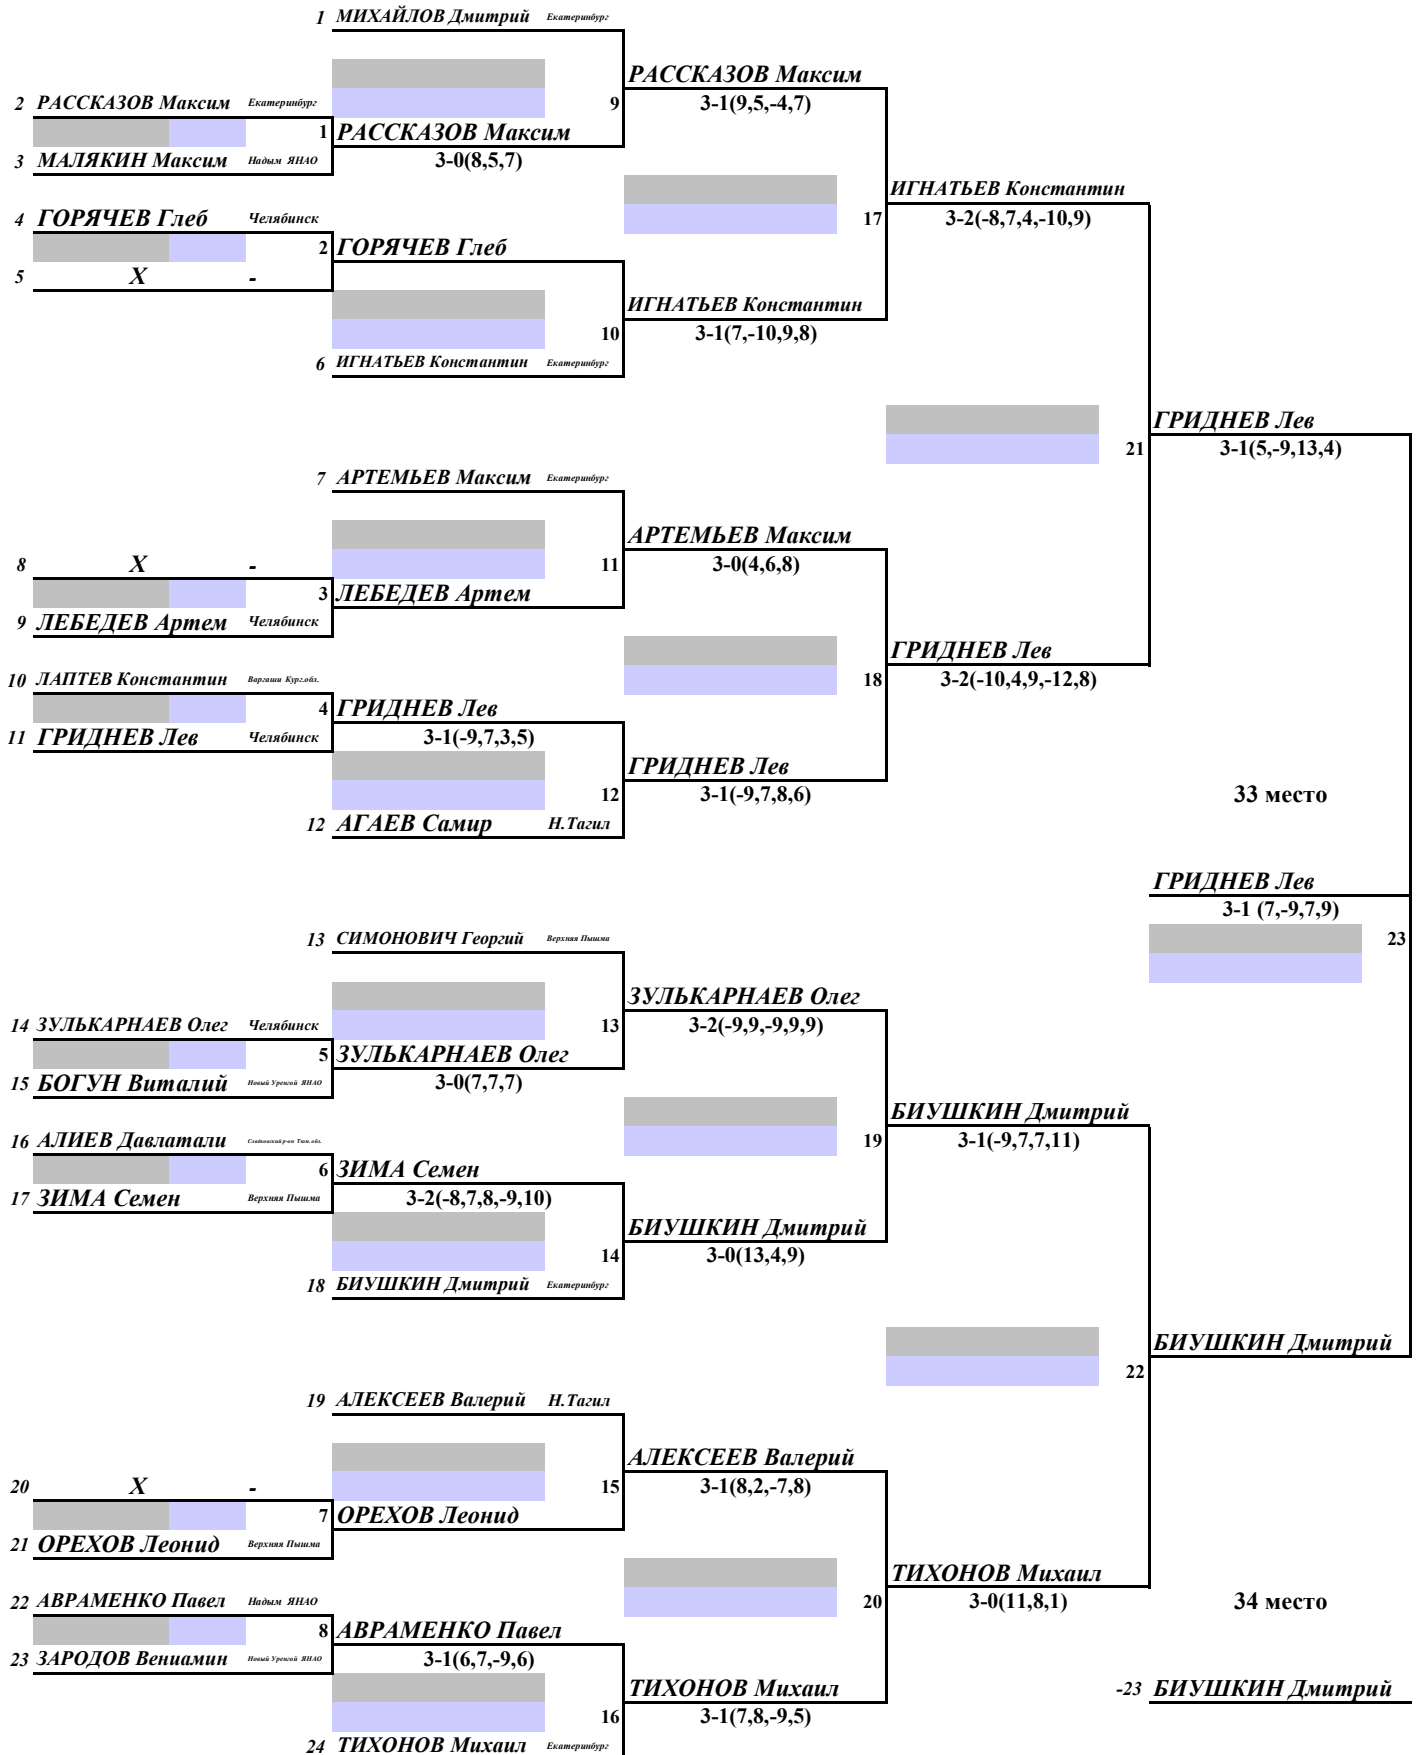 1 МИХАЙЛОВ Дмитрий Екатеринбург
РАССКАЗОВ Максим
2 РАССКАЗОВ Максим Екатеринбург
9
3-1(9,5,-4,7)
1 РАССКАЗОВ Максим
3 МАЛЯКИН Максим Надым ЯНАО
3-0(8,5,7)
ИГНАТЬЕВ Константин
4 ГОРЯЧЕВ Глеб Челябинск
17
3-2(-8,7,4,-10,9)
2 ГОРЯЧЕВ Глеб
5 X -
ИГНАТЬЕВ Константин
10
3-1(7,-10,9,8)
6 ИГНАТЬЕВ Константин Екатеринбург
ГРИДНЕВ Лев
21
3-1(5,-9,13,4)
7 АРТЕМЬЕВ Максим Екатеринбург
АРТЕМЬЕВ Максим
8 X -
11
3-0(4,6,8)
3 ЛЕБЕДЕВ Артем
9 ЛЕБЕДЕВ Артем Челябинск
ГРИДНЕВ Лев
10 ЛАПТЕВ Константин Варгаши Кург.обл.
18
3-2(-10,4,9,-12,8)
4 ГРИДНЕВ Лев
11 ГРИДНЕВ Лев Челябинск
3-1(-9,7,3,5)
ГРИДНЕВ Лев
12
3-1(-9,7,8,6)
33 место
12 АГАЕВ Самир Н.Тагил
ГРИДНЕВ Лев
3-1 (7,-9,7,9)
13 СИМОНОВИЧ Георгий Верхняя Пышма
23
ЗУЛЬКАРНАЕВ Олег
14 ЗУЛЬКАРНАЕВ Олег Челябинск
13
3-2(-9,9,-9,9,9)
5 ЗУЛЬКАРНАЕВ Олег
15 БОГУН Виталий Новый Уренгой ЯНАО
3-0(7,7,7)
БИУШКИН Дмитрий
16 АЛИЕВ Давлатали
19
3-1(-9,7,7,11)
6 ЗИМА Семен
17 ЗИМА Семен Верхняя Пышма
3-2(-8,7,8,-9,10)
БИУШКИН Дмитрий
14
3-0(13,4,9)
18 БИУШКИН Дмитрий Екатеринбург
БИУШКИН Дмитрий
22
19 АЛЕКСЕЕВ Валерий Н.Тагил
АЛЕКСЕЕВ Валерий
20 X -
15
3-1(8,2,-7,8)
7 ОРЕХОВ Леонид
21 ОРЕХОВ Леонид Верхняя Пышма
ТИХОНОВ Михаил
22 АВРАМЕНКО Павел Надым ЯНАО
20
3-0(11,8,1)
34 место
8 АВРАМЕНКО Павел
23 ЗАРОДОВ Вениамин Новый Уренгой ЯНАО
3-1(6,7,-9,6)
ТИХОНОВ Михаил
-23 БИУШКИН Дмитрий
16
3-1(7,8,-9,5)
24 ТИХОНОВ Михаил Екатеринбург